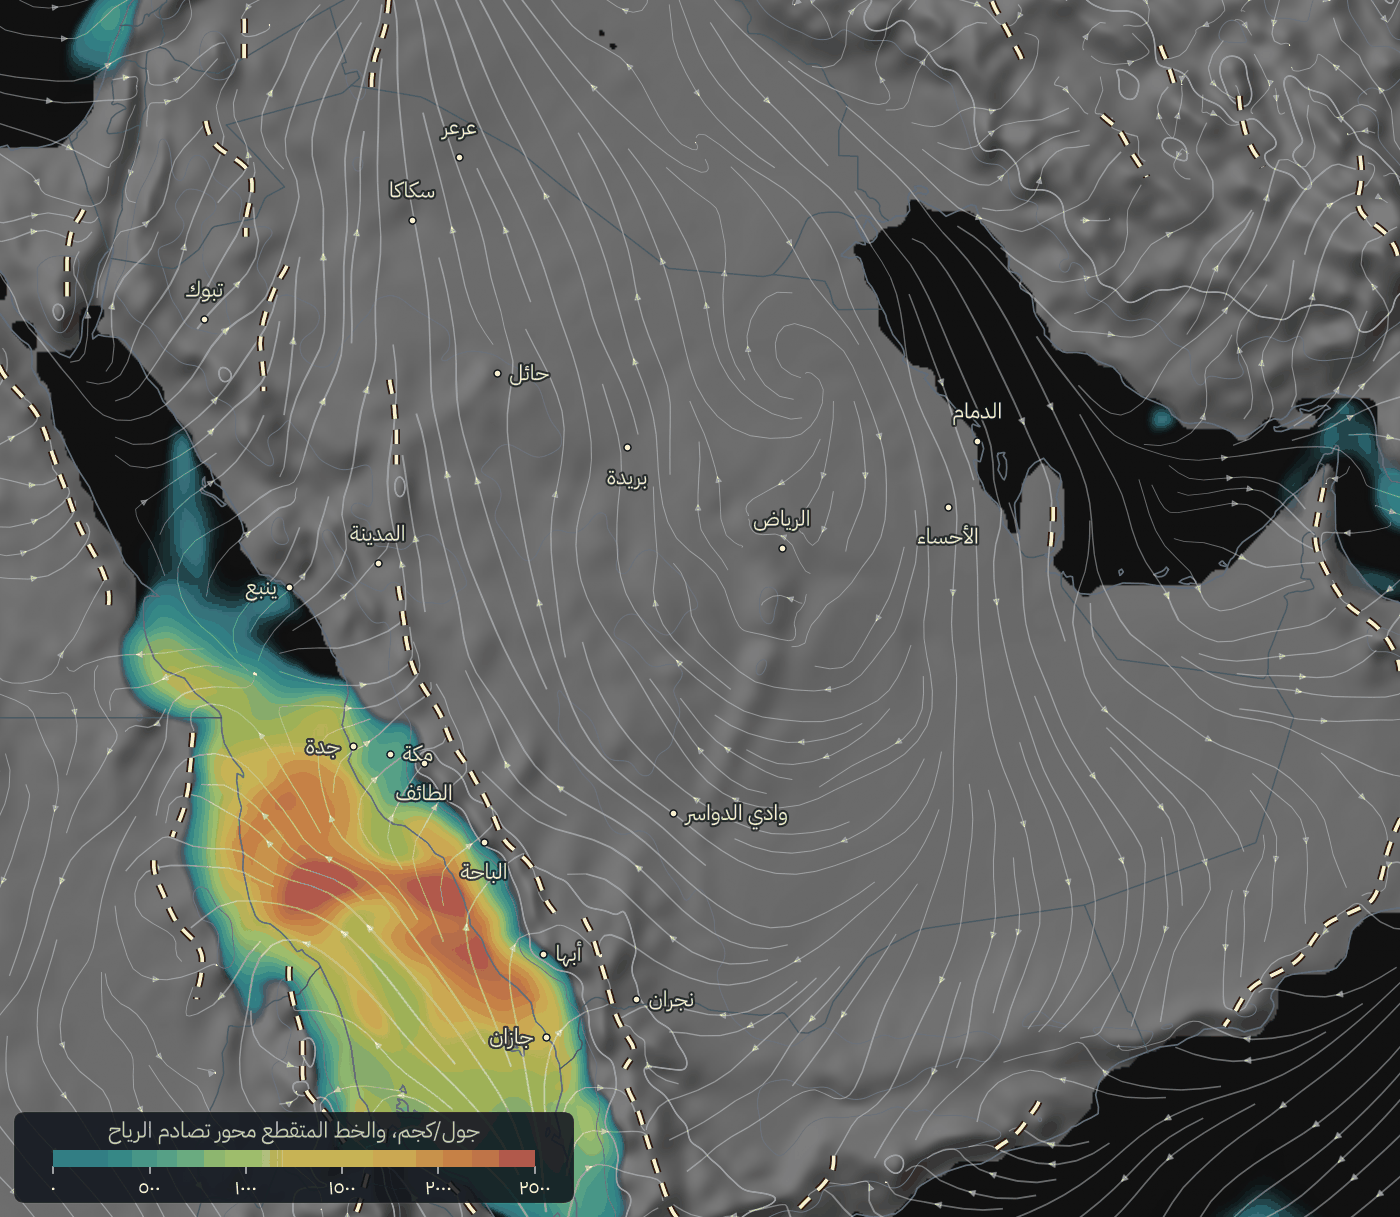 عرعر
سكاكا
تبوك
حائل
الدمام
بريدة
الرياض
الأحساء
المدينة
ينبع
جدة
مكة
الطائف
وادي الدواسر
الباحة
أبها
نجران
جازان
جول/كجم، والخط المتقطع محور تصادم الرياح
٠ ٥٠٠ ١٠٠٠ ١٥٠٠ ٢٠٠٠ ٢٥٠٠